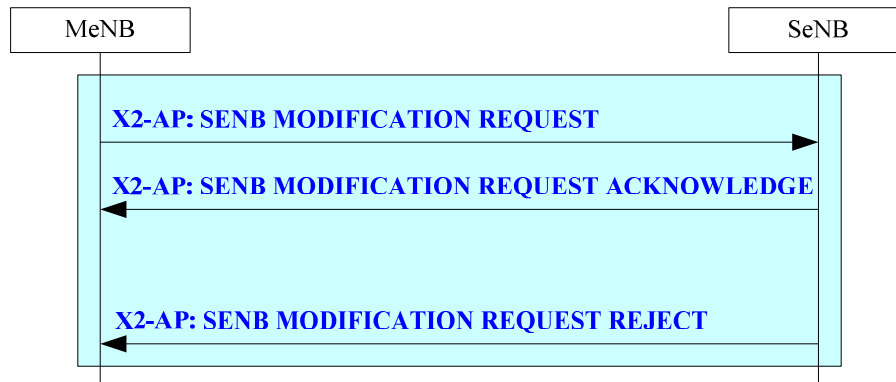 MeNB
SeNB
X2-AP: SENB MODIFICATION REQUEST
X2-AP: SENB MODIFICATION REQUEST ACKNOWLEDGE
X2-AP: SENB MODIFICATION REQUEST REJECT